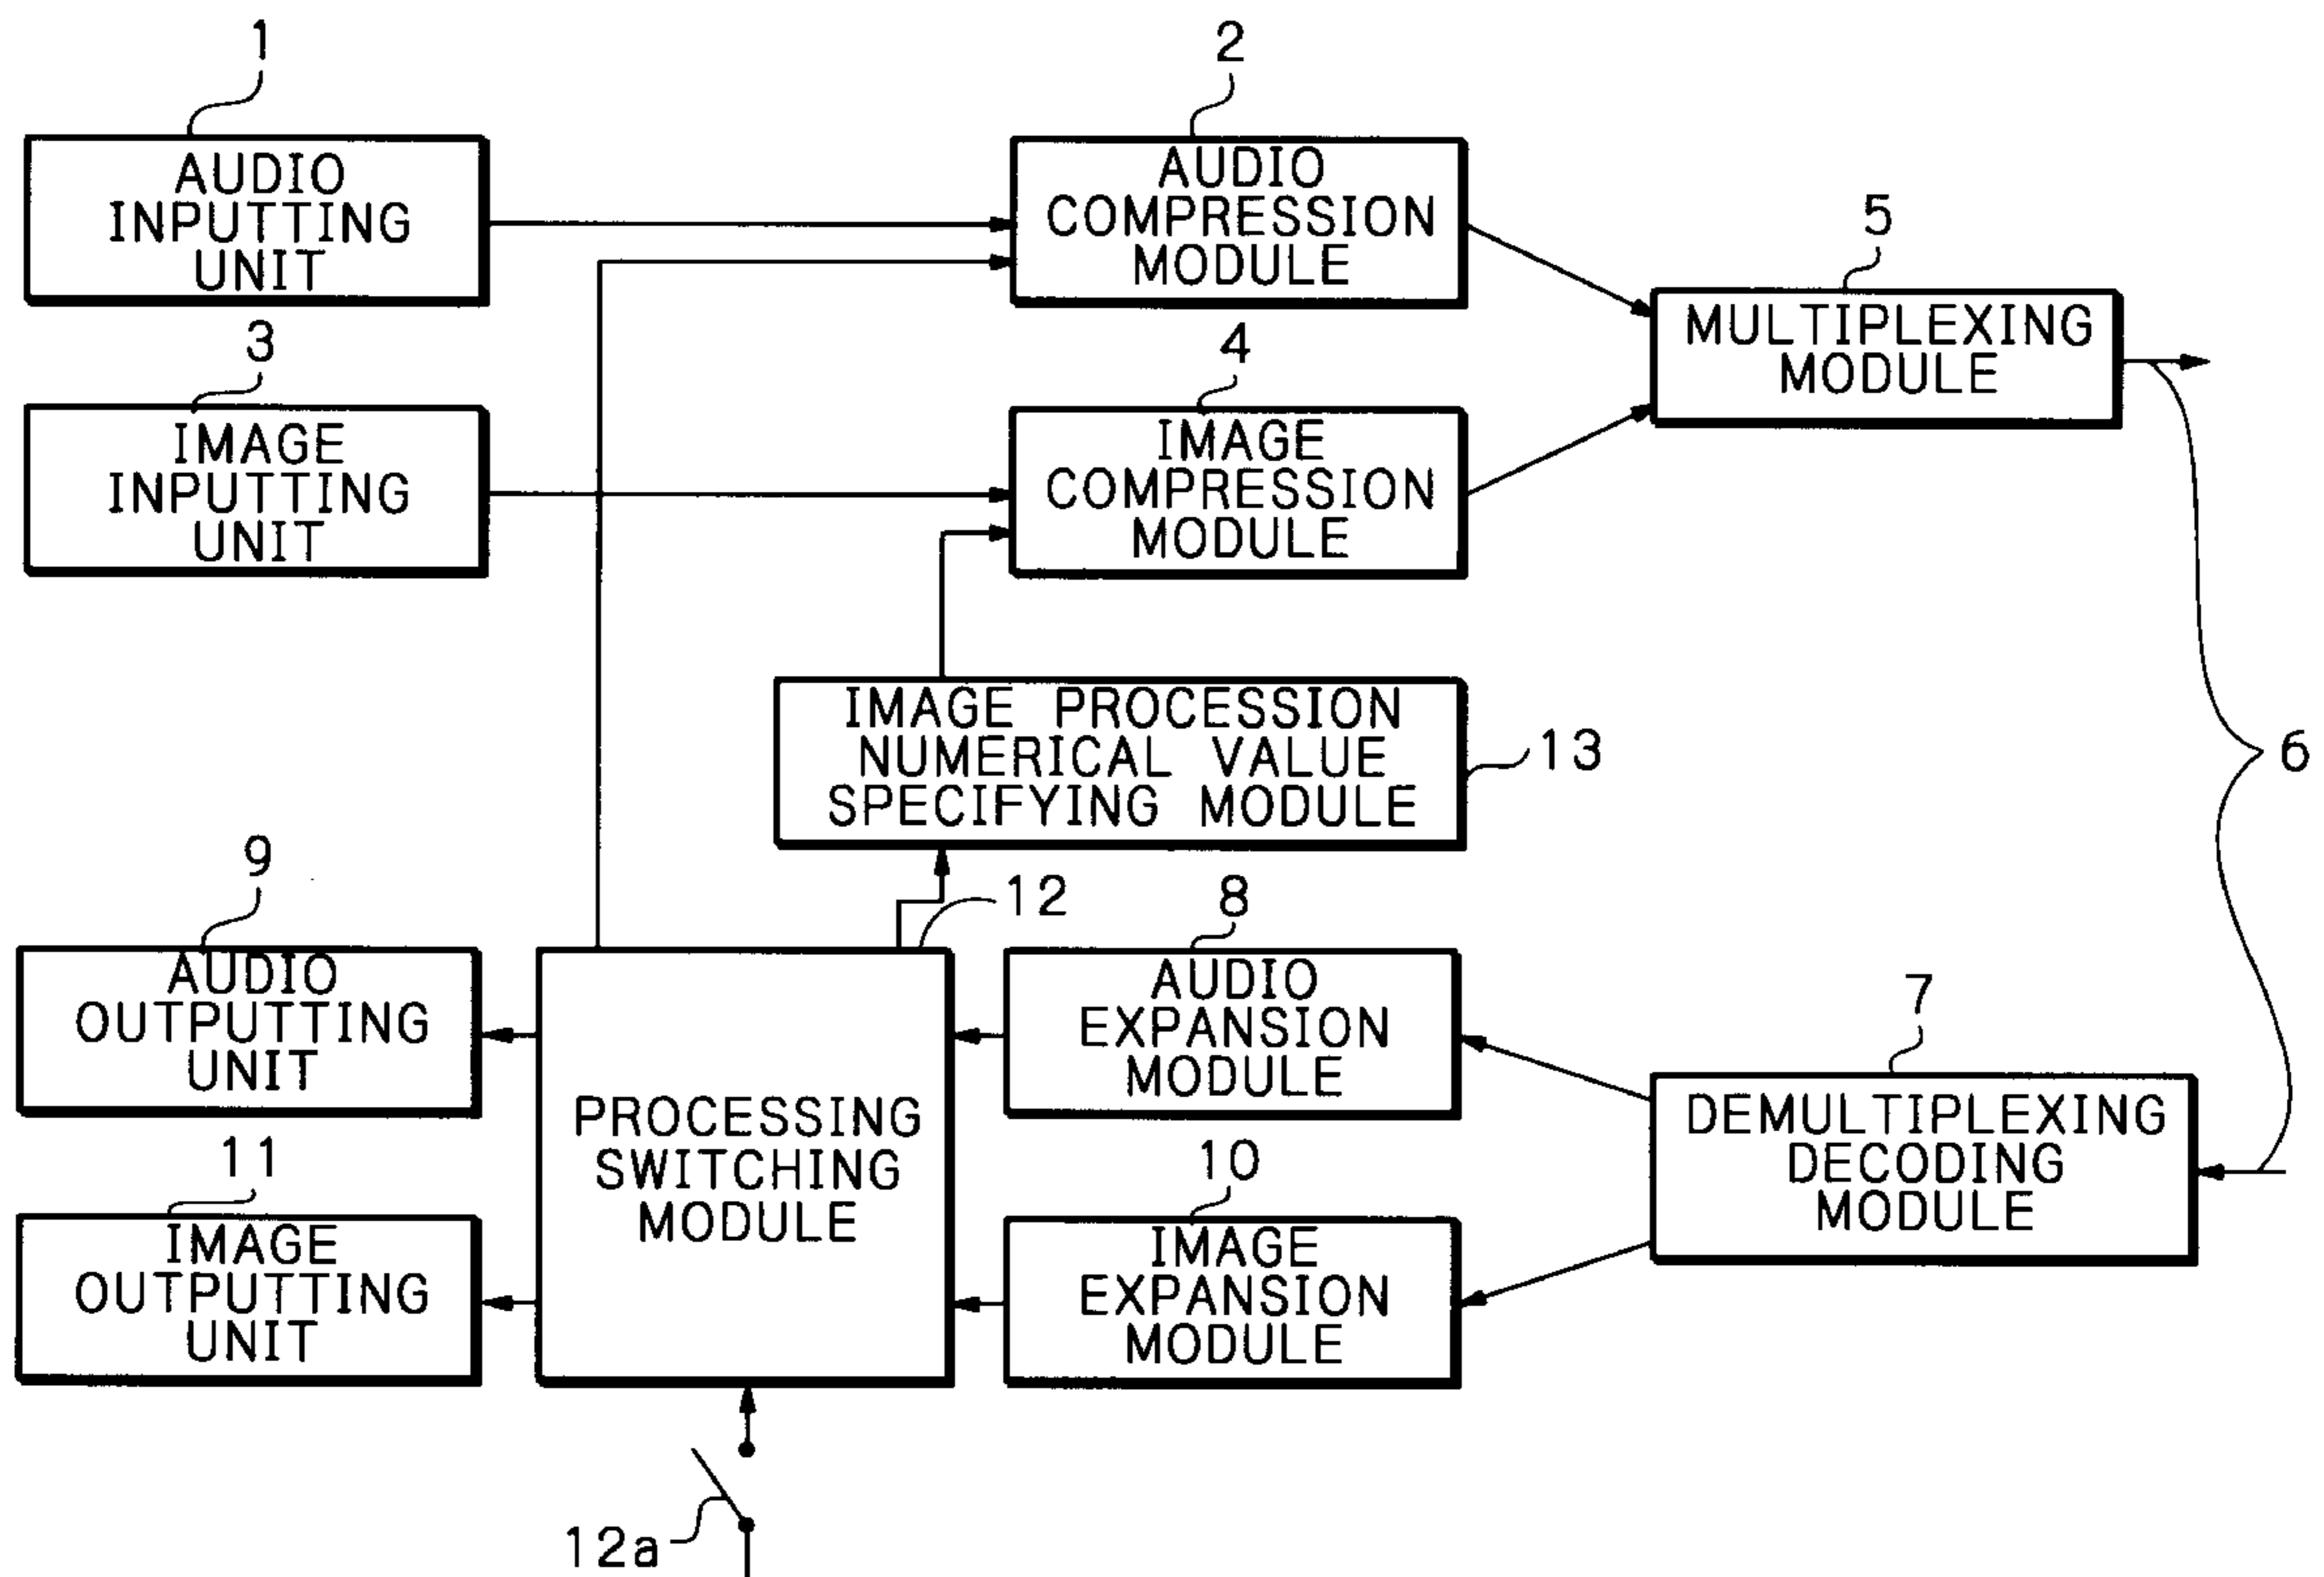 1
AUDIO
INPUTTING
UNIT
2
AUDIO
COMPRESSION
MODULE
3
IMAGE
INPUTTING
UNIT
4
IMAGE
COMPRESSION
MODULE
5
MULTIPLEXING
MODULE
6
IMAGE PROCESSION
NUMERICAL VALUE
SPECIFYING MODULE
13
9
AUDIO
OUTPUTTING
UNIT
12
PROCESSING
SWITCHING
MODULE
8
AUDIO
EXPANSION
MODULE
7
DEMULTIPLEXING
DECODING
MODULE
11
IMAGE
OUTPUTTING
UNIT
10
IMAGE
EXPANSION
MODULE
12a